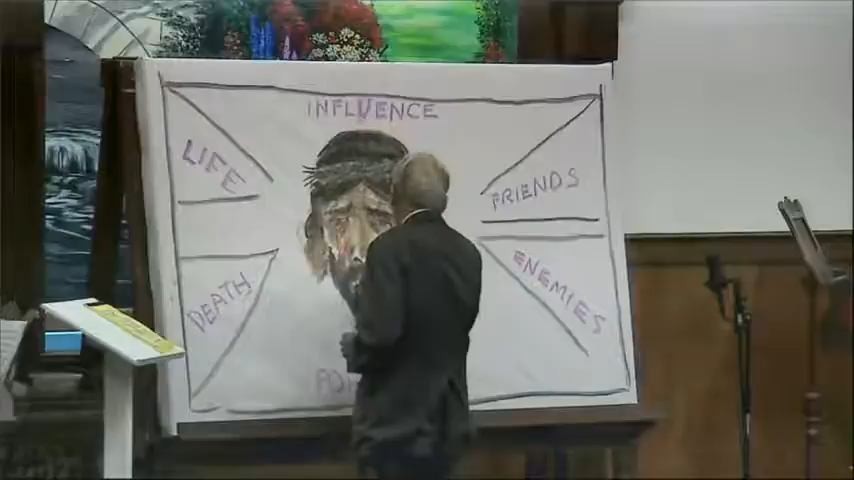 INFLUENCE
LIFE
FRIENDS
DEATH
ENEMIES